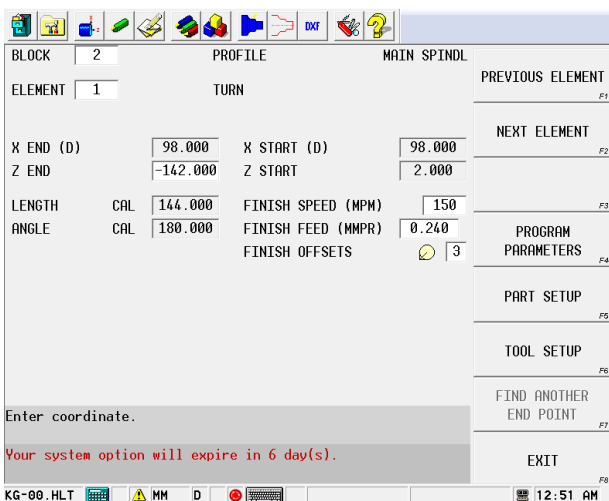 DXF
BLOCK 2 PROFILE MAIN SPINDL
PREVIOUS ELEMENT F1
ELEMENT 1 TURN
NEXT ELEMENT F2
X END (D) 98.000 X START (D) 98.000
Z END -142.000 Z START 2.000
F3
LENGTH CAL 144.000 FINISH SPEED (MPM) 150
ANGLE CAL 180.000 FINISH FEED (MMPR) 0.240
FINISH OFFSETS 3
PROGRAM
PARAMETERS F4
PART SETUP F5
TOOL SETUP F6
FIND ANOTHER
END POINT F7
Enter coordinate.
Your system option will expire in 6 day(s).
EXIT F8
KG-00.HLT MM D 12:51 AM